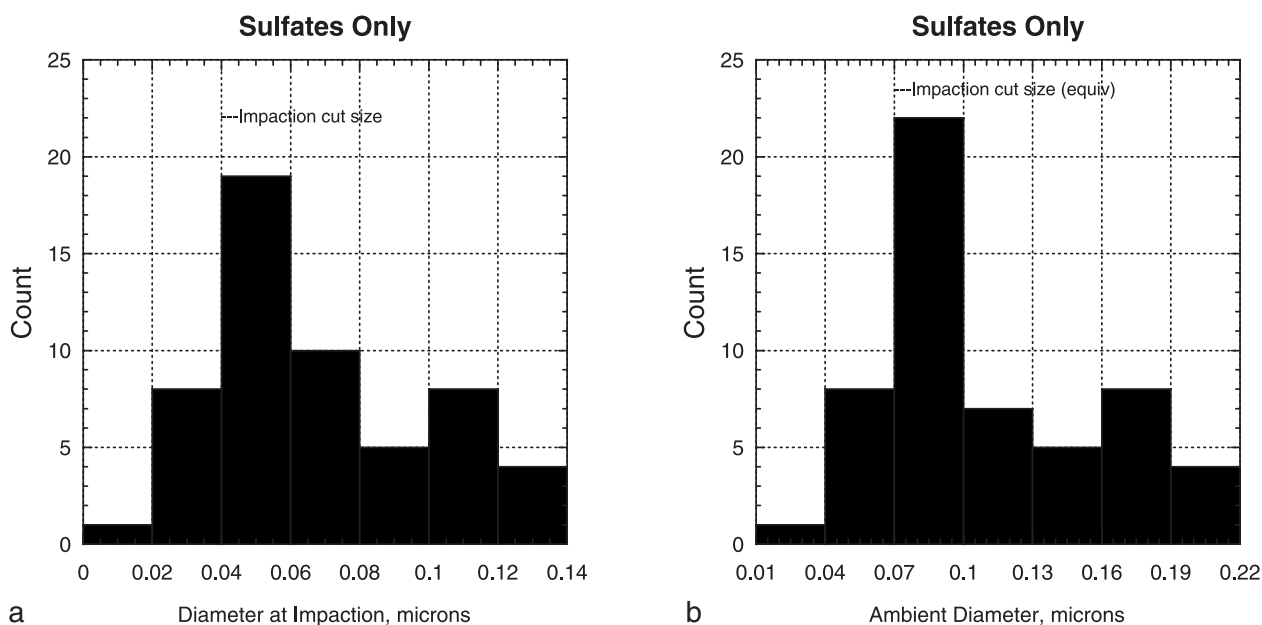 Sulfates Only
25
20
15
10
5
0
Count
---Impaction cut size
0 0.02 0.04 0.06 0.08 0.1 0.12 0.14
Diameter at Impaction, microns
a
Sulfates Only
25
20
15
10
5
0
Count
---Impaction cut size (equiv)
0.01 0.04 0.07 0.1 0.13 0.16 0.19 0.22
Ambient Diameter, microns
b